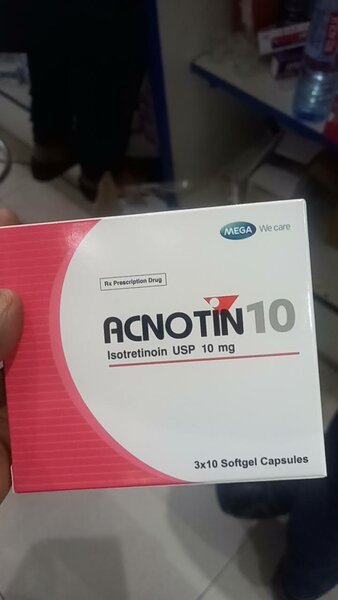 MEGA We care
Rx Prescription Drug
ACNOTIN 10
Isotretinoin USP 10 mg
3x10 Softgel Capsules